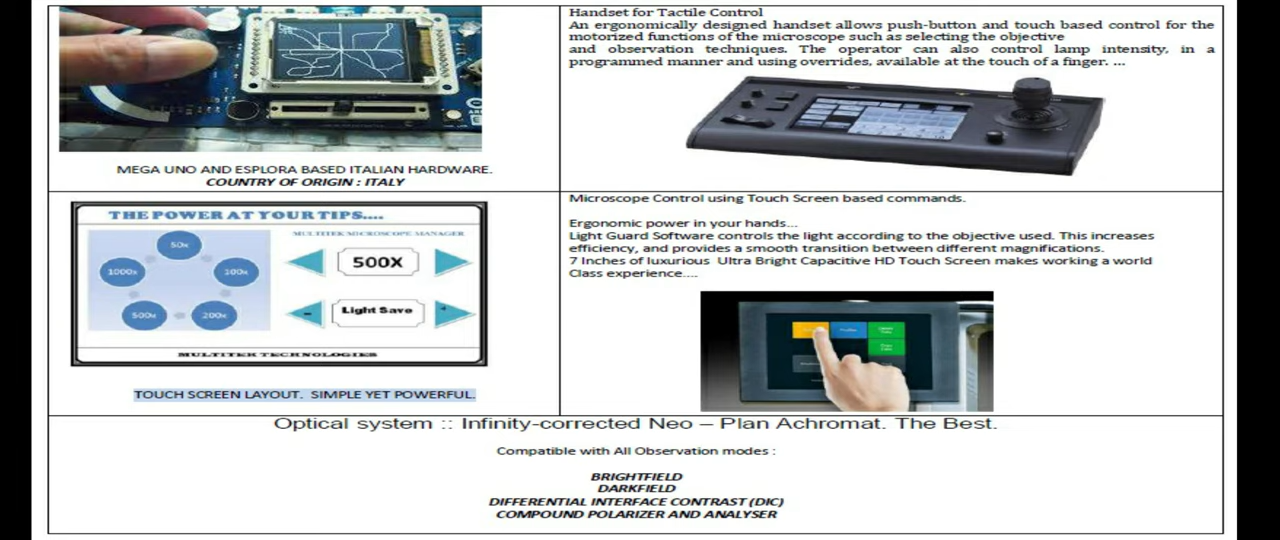 MEGA UNO AND ESPLORA BASED ITALIAN HARDWARE.
COUNTRY OF ORIGIN : ITALY
Handset for Tactile Control
An ergonomically designed handset allows push-button and touch based control for the
motorized functions of the microscope such as selecting the objective
and observation techniques. The operator can also control lamp intensity, in a
programmed manner and using overrides, available at the touch of a finger. ...
THE POWER AT YOUR TIPS....
MULTITEK MICROSCOPE MANAGER
50x
1000x
100x
500x
200x
500X
-
Light Save
+
MULTITEK TECHNOLOGIES
TOUCH SCREEN LAYOUT. SIMPLE YET POWERFUL.
Microscope Control using Touch Screen based commands.
Ergonomic power in your hands...
Light Guard Software controls the light according to the objective used. This increases
efficiency, and provides a smooth transition between different magnifications.
7 Inches of luxurious Ultra Bright Capacitive HD Touch Screen makes working a world
Class experience....
Optical system :: Infinity-corrected Neo – Plan Achromat. The Best.
Compatible with All Observation modes :
BRIGHTFIELD
DARKFIELD
DIFFERENTIAL INTERFACE CONTRAST (DIC)
COMPOUND POLARIZER AND ANALYSER